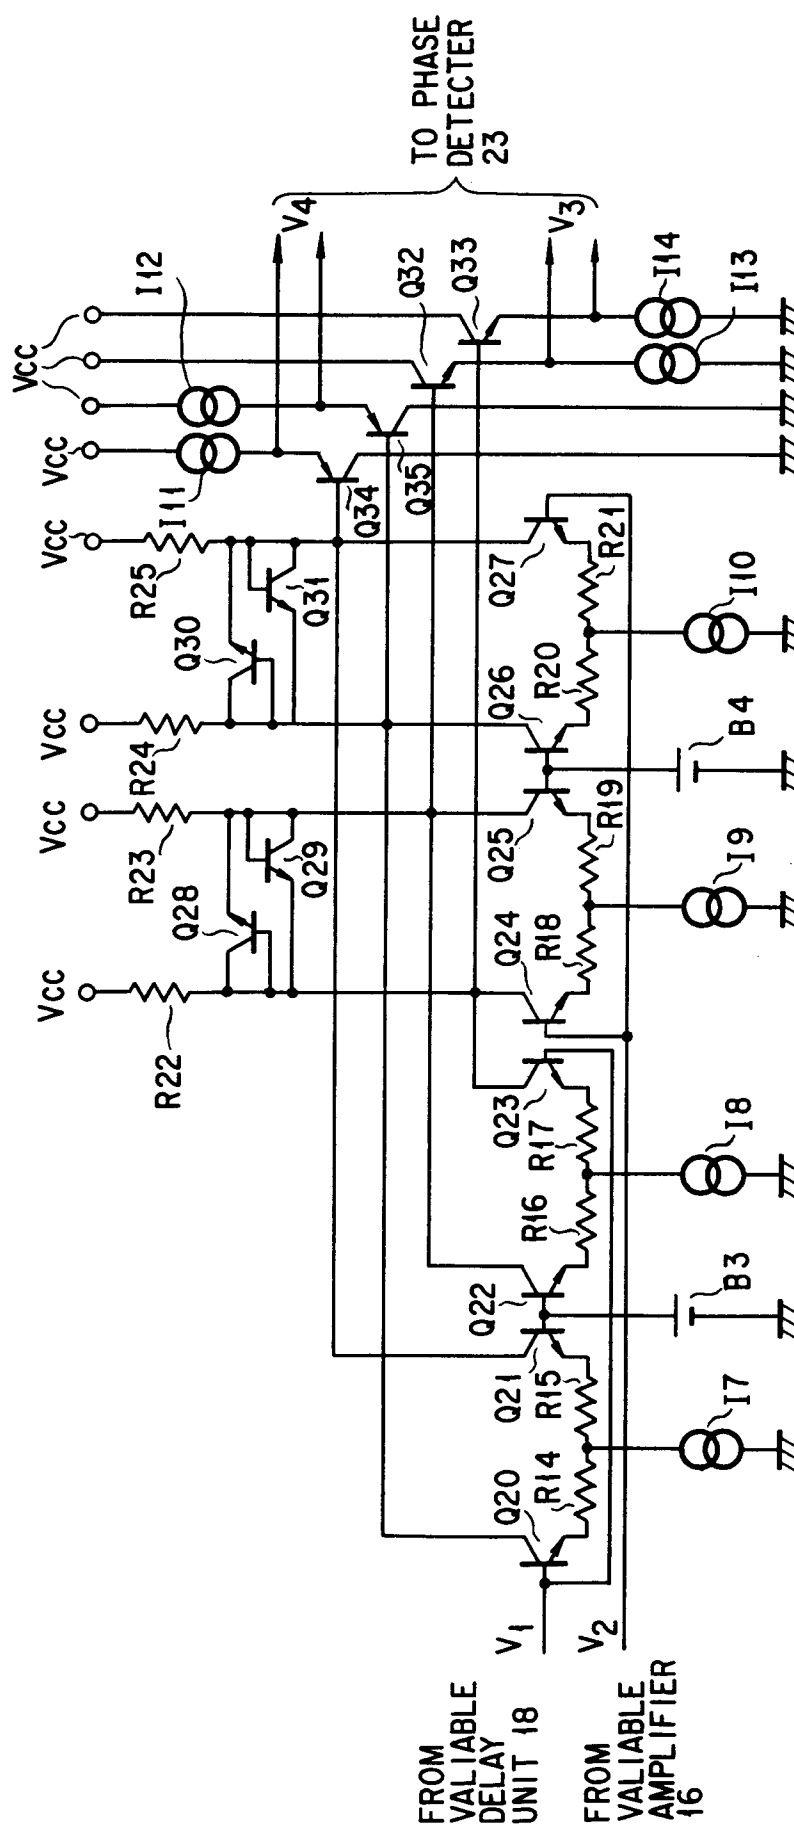 FROM
VALIABLE
DELAY
UNIT 18
FROM
VALIABLE
AMPLIFIER
16
V1
V2
Q20
R14
I7
Q21
R15
B3
Q22
R16
I8
R17
Q23
Q24
R18
I9
R19
Q25
B4
Q26
R20
I10
R21
Q27
VCC
R22
Q28
Q29
VCC
R23
VCC
R24
Q30
Q31
VCC
R25
VCC
I11
Q34
Q35
VCC
I12
Q32
Q33
I14
I13
V4
V3
TO PHASE
DETECTER
23